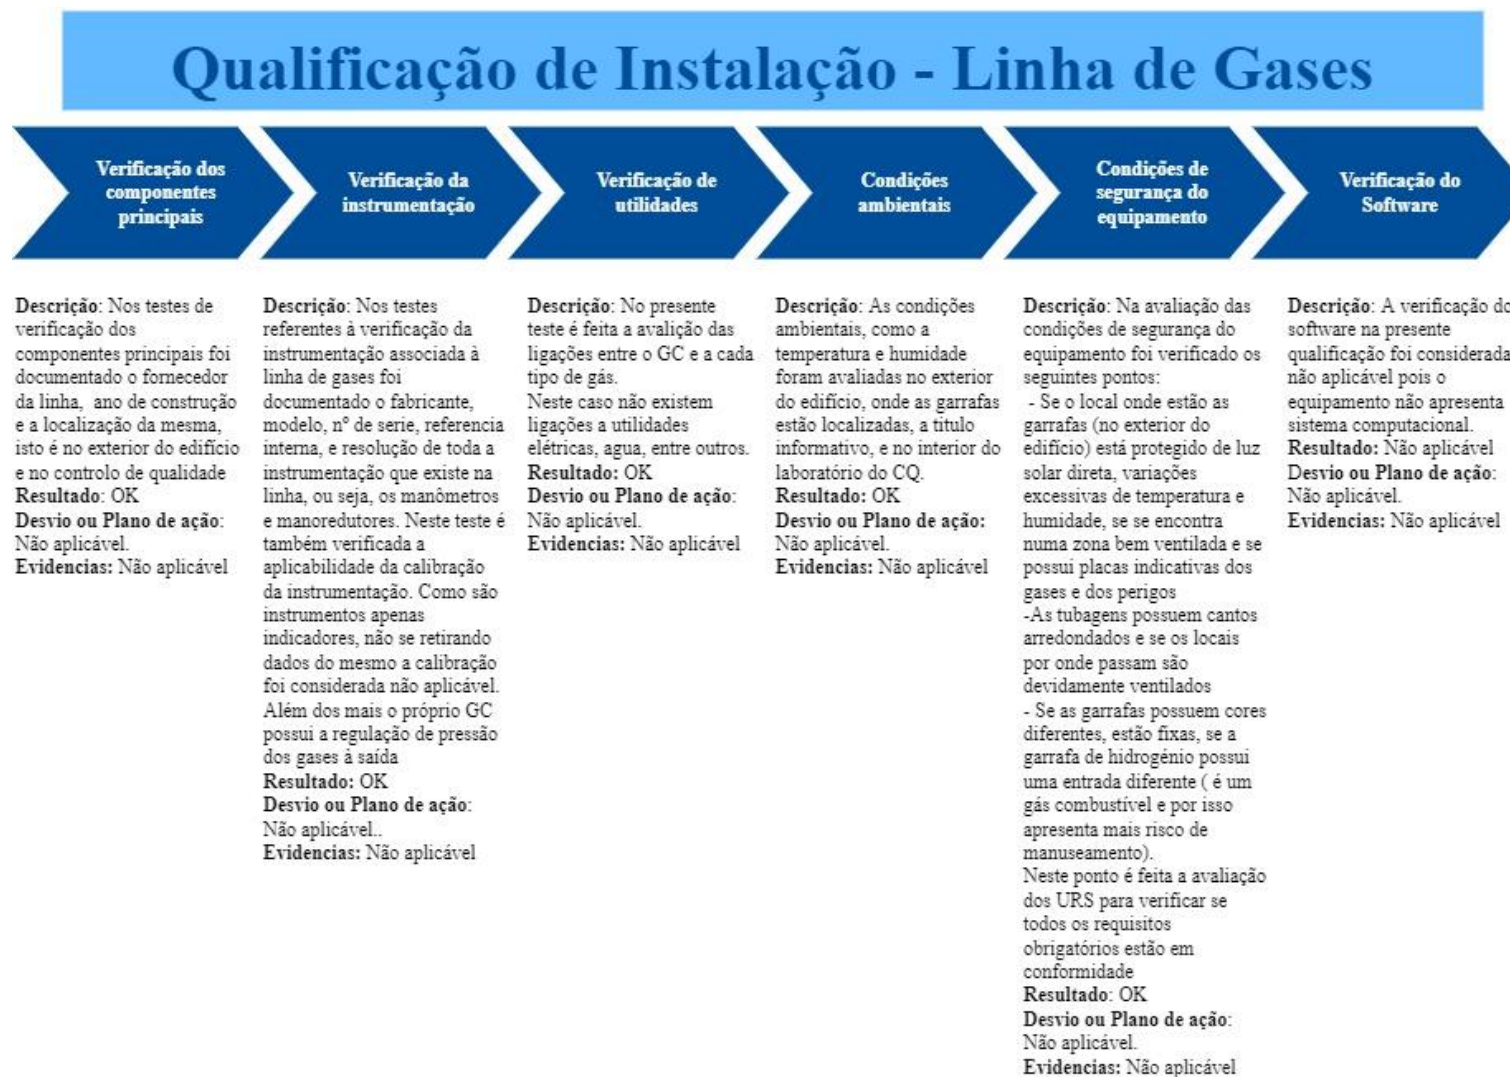 Qualificação de Instalação - Linha de Gases
Verificação dos
componentes
principais
Verificação da
instrumentação
Verificação de
utilidades
Condições
ambientais
Condições de
segurança do
equipamento
Verificação do
Software
Descrição: Nos testes de
verificação dos
componentes principais foi
documentado o fornecedor
da linha, ano de construção
e a localização da mesma,
isto é no exterior do edifício
e no controlo de qualidade
Resultado: OK
Desvio ou Plano de ação:
Não aplicável.
Evidencias: Não aplicável
Descrição: Nos testes
referentes à verificação da
instrumentação associada à
linha de gases foi
documentado o fabricante,
modelo, nº de serie, referencia
interna, e resolução de toda a
instrumentação que existe na
linha, ou seja, os manômetros
e manoredutores. Neste teste é
também verificada a
aplicabilidade da calibração
da instrumentação. Como são
instrumentos apenas
indicadores, não se retirando
dados do mesmo a calibração
foi considerada não aplicável.
Além dos mais o próprio GC
possui a regulação de pressão
dos gases à saída
Resultado: OK
Desvio ou Plano de ação:
Não aplicável..
Evidencias: Não aplicável
Descrição: No presente
teste é feita a avalição das
ligações entre o GC e a cada
tipo de gás.
Neste caso não existem
ligações a utilidades
elétricas, agua, entre outros.
Resultado: OK
Desvio ou Plano de ação:
Não aplicável.
Evidencias: Não aplicável
Descrição: As condições
ambientais, como a
temperatura e humidade
foram avaliadas no exterior
do edifício, onde as garrafas
estão localizadas, a titulo
informativo, e no interior do
laboratório do CQ.
Resultado: OK
Desvio ou Plano de ação:
Não aplicável.
Evidencias: Não aplicável
Descrição: Na avaliação das
condições de segurança do
equipamento foi verificado os
seguintes pontos:
- Se o local onde estão as
garrafas (no exterior do
edifício) está protegido de luz
solar direta, variações
excessivas de temperatura e
humidade, se se encontra
numa zona bem ventilada e se
possui placas indicativas dos
gases e dos perigos
-As tubagens possuem cantos
arredondados e se os locais
por onde passam são
devidamente ventilados
- Se as garrafas possuem cores
diferentes, estão fixas, se a
garrafa de hidrogénio possui
uma entrada diferente ( é um
gás combustível e por isso
apresenta mais risco de
manuseamento).
Neste ponto é feita a avaliação
dos URS para verificar se
todos os requisitos
obrigatórios estão em
conformidade
Resultado: OK
Desvio ou Plano de ação:
Não aplicável.
Evidencias: Não aplicável
Descrição: A verificação do
software na presente
qualificação foi considerada
não aplicável pois o
equipamento não apresenta
sistema computacional.
Resultado: Não aplicável
Desvio ou Plano de ação:
Não aplicável.
Evidencias: Não aplicável